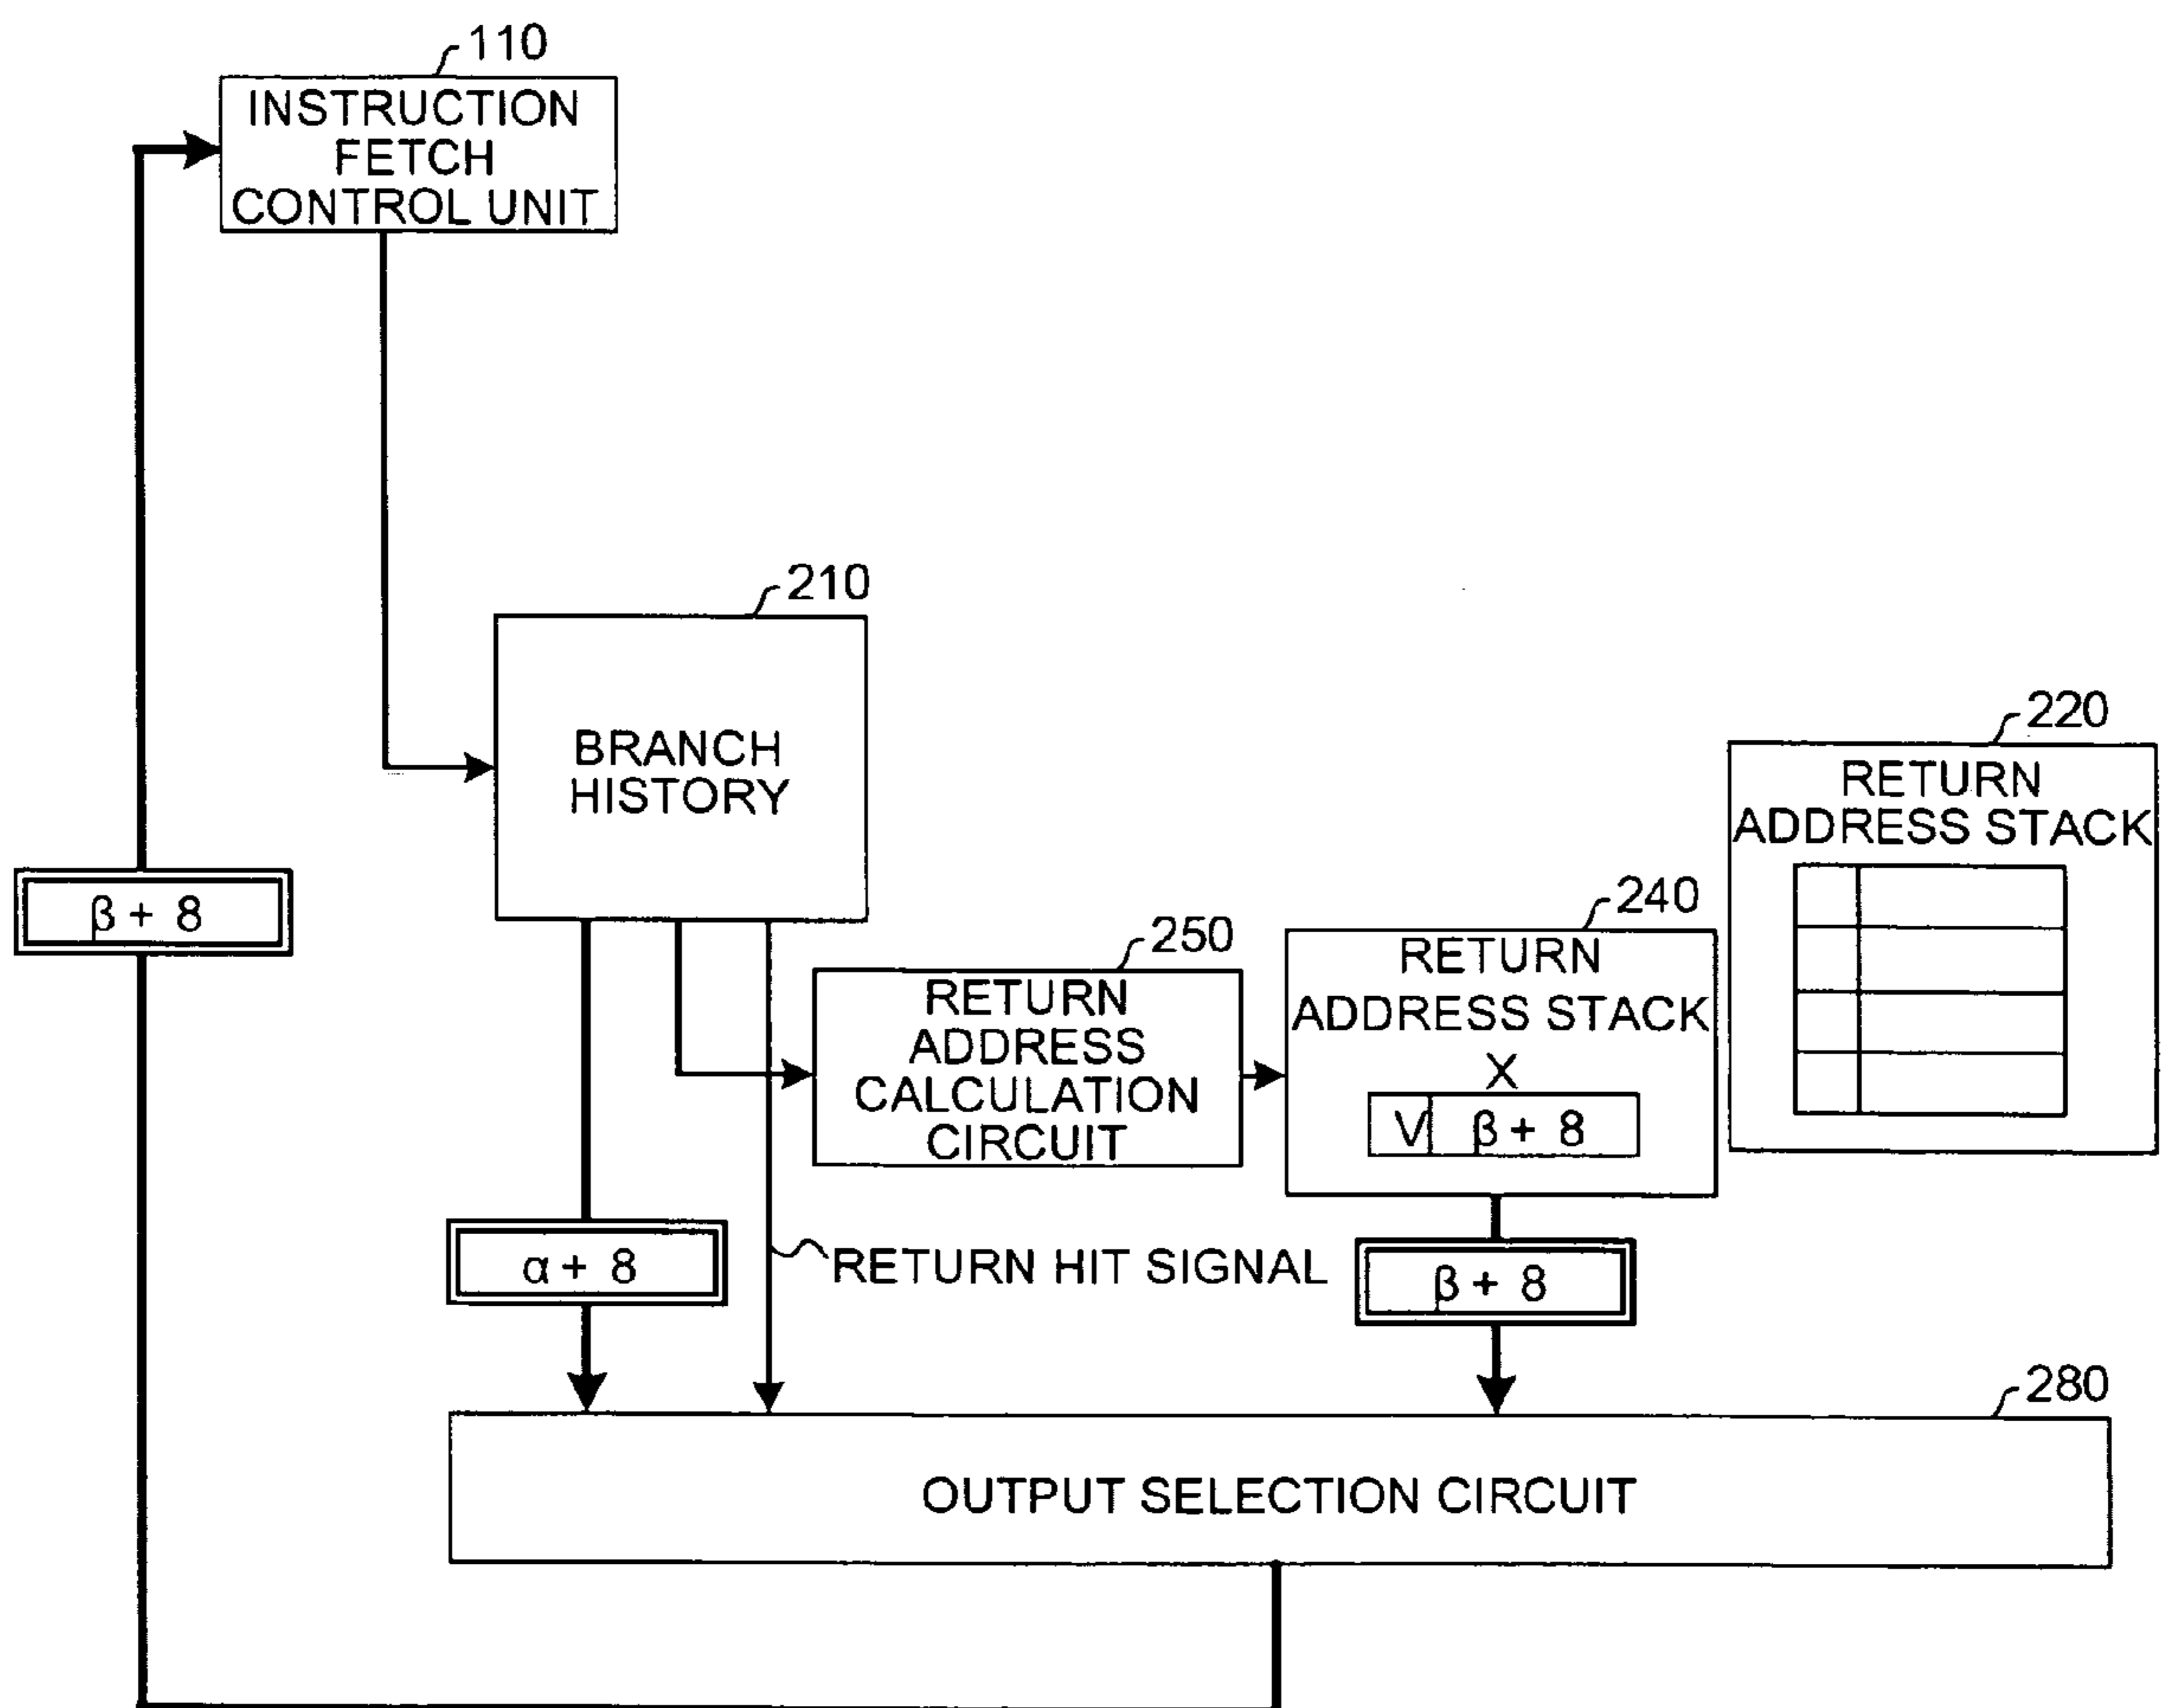 110
INSTRUCTION
FETCH
CONTROL UNIT
210
BRANCH
HISTORY
220
RETURN
ADDRESS STACK
β + 8
250
RETURN
ADDRESS
CALCULATION
CIRCUIT
240
RETURN
ADDRESS STACK
X
V β + 8
α + 8
RETURN HIT SIGNAL
β + 8
280
OUTPUT SELECTION CIRCUIT